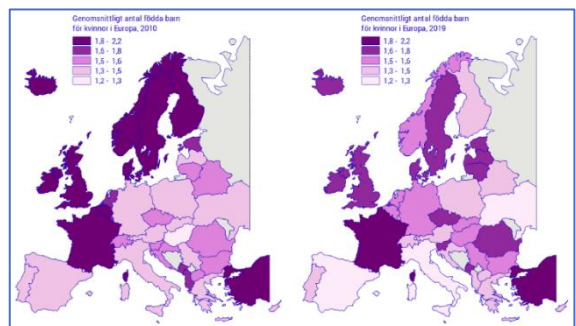 Genomsnittligt antal födda barn
för kvinnor i Europa, 2010
1,8 - 2,2
1,6 - 1,8
1,5 - 1,6
1,3 - 1,5
1,2 - 1,3
Genomsnittligt antal födda barn
för kvinnor i Europa, 2019
1,8 - 2,2
1,6 - 1,8
1,5 - 1,6
1,3 - 1,5
1,2 - 1,3